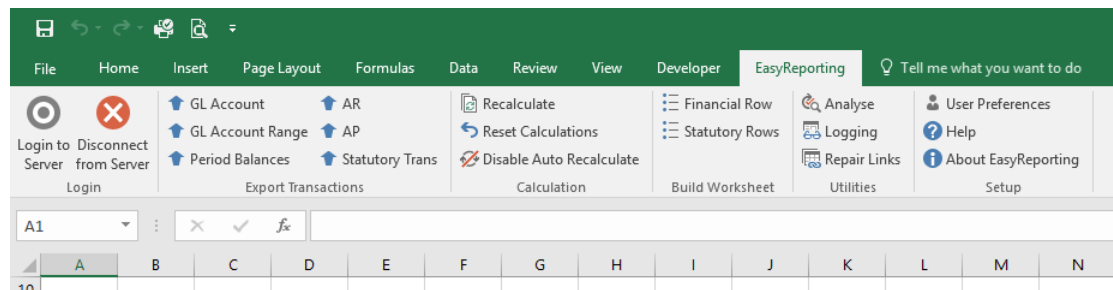 File Home Insert Page Layout Formulas Data Review View Developer EasyReporting Tell me what you want to do
GL Account AR Recalculate Financial Row Analyse User Preferences
Login to Disconnect GL Account Range AP Reset Calculations Statutory Rows Logging Help
Server from Server Period Balances Statutory Trans Disable Auto Recalculate Repair Links About EasyReporting
Login Export Transactions Calculation Build Worksheet Utilities Setup
A1 fx
A B C D E F G H I J K L M N
10